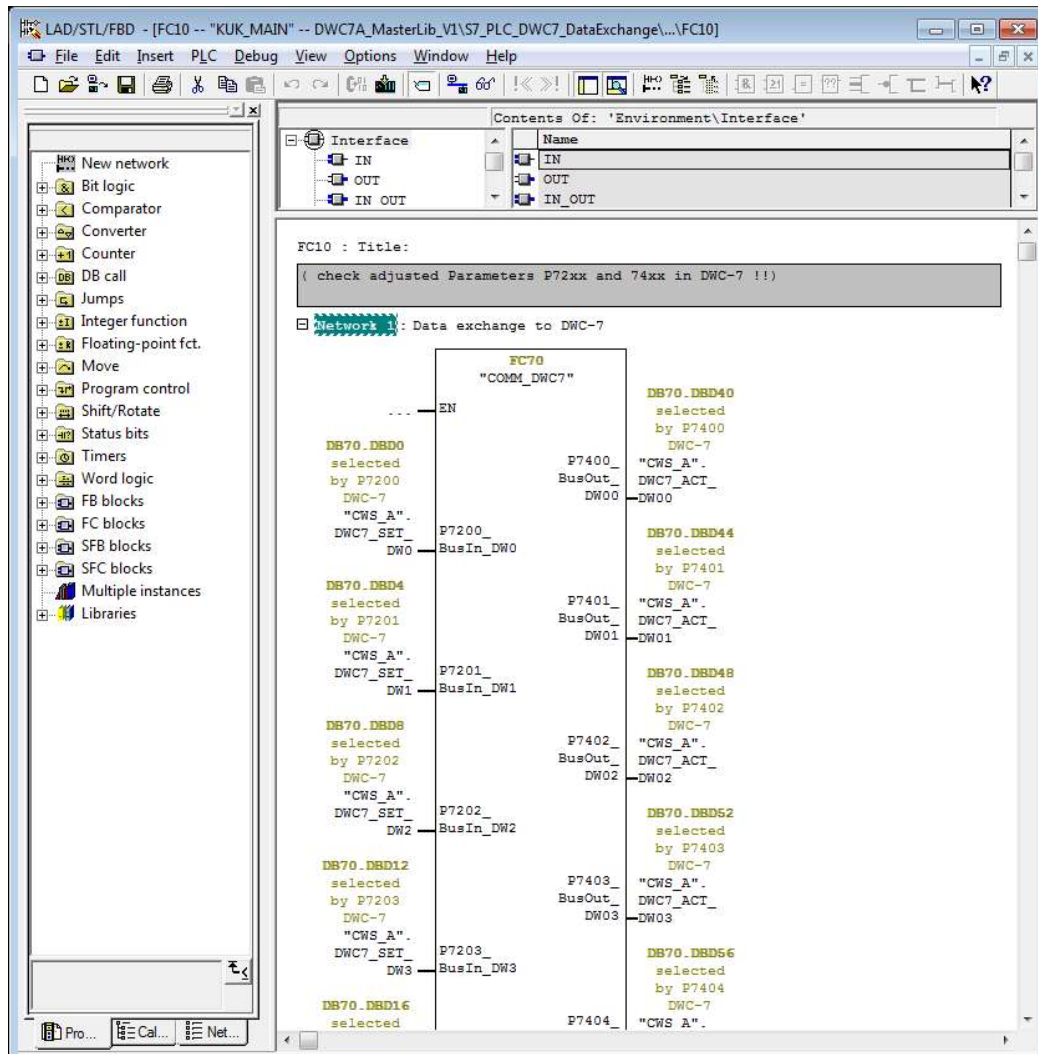 LAD/STL/FBD - [FC10 -- "KUK_MAIN" -- DWC7A_MasterLib_V1\S7_PLC_DWC7_DataExchange\...\FC10]
File Edit Insert PLC Debug View Options Window Help
New network
Bit logic
Comparator
Converter
Counter
DB call
Jumps
Integer function
Floating-point fct.
Move
Program control
Shift/Rotate
Status bits
Timers
Word logic
FB blocks
FC blocks
SFB blocks
SFC blocks
Multiple instances
Libraries
Pro... Cal... Net...
Contents Of: 'Environment\Interface'
Interface
IN
OUT
IN OUT
Name
IN
OUT
IN_OUT
FC10 : Title:
( check adjusted Parameters P72xx and 74xx in DWC-7 !!)
Network 1 : Data exchange to DWC-7
FC70
"COMM_DWC7"
... EN
DB70.DBD0
selected
by P7200
DWC-7
"CWS_A".
DWC7_SET_
DW0
P7200_
BusIn_DW0
DB70.DBD4
selected
by P7201
DWC-7
"CWS_A".
DWC7_SET_
DW1
P7201_
BusIn_DW1
DB70.DBD8
selected
by P7202
DWC-7
"CWS_A".
DWC7_SET_
DW2
P7202_
BusIn_DW2
DB70.DBD12
selected
by P7203
DWC-7
"CWS_A".
DWC7_SET_
DW3
P7203_
BusIn_DW3
DB70.DBD16
selected
P7400_
BusOut_
DW00
DB70.DBD40
selected
by P7400
DWC-7
"CWS_A".
DWC7_ACT_
DW00
P7401_
BusOut_
DW01
DB70.DBD44
selected
by P7401
DWC-7
"CWS_A".
DWC7_ACT_
DW01
P7402_
BusOut_
DW02
DB70.DBD48
selected
by P7402
DWC-7
"CWS_A".
DWC7_ACT_
DW02
P7403_
BusOut_
DW03
DB70.DBD52
selected
by P7403
DWC-7
"CWS_A".
DWC7_ACT_
DW03
P7404_
DB70.DBD56
selected
by P7404
DWC-7
"CWS A".